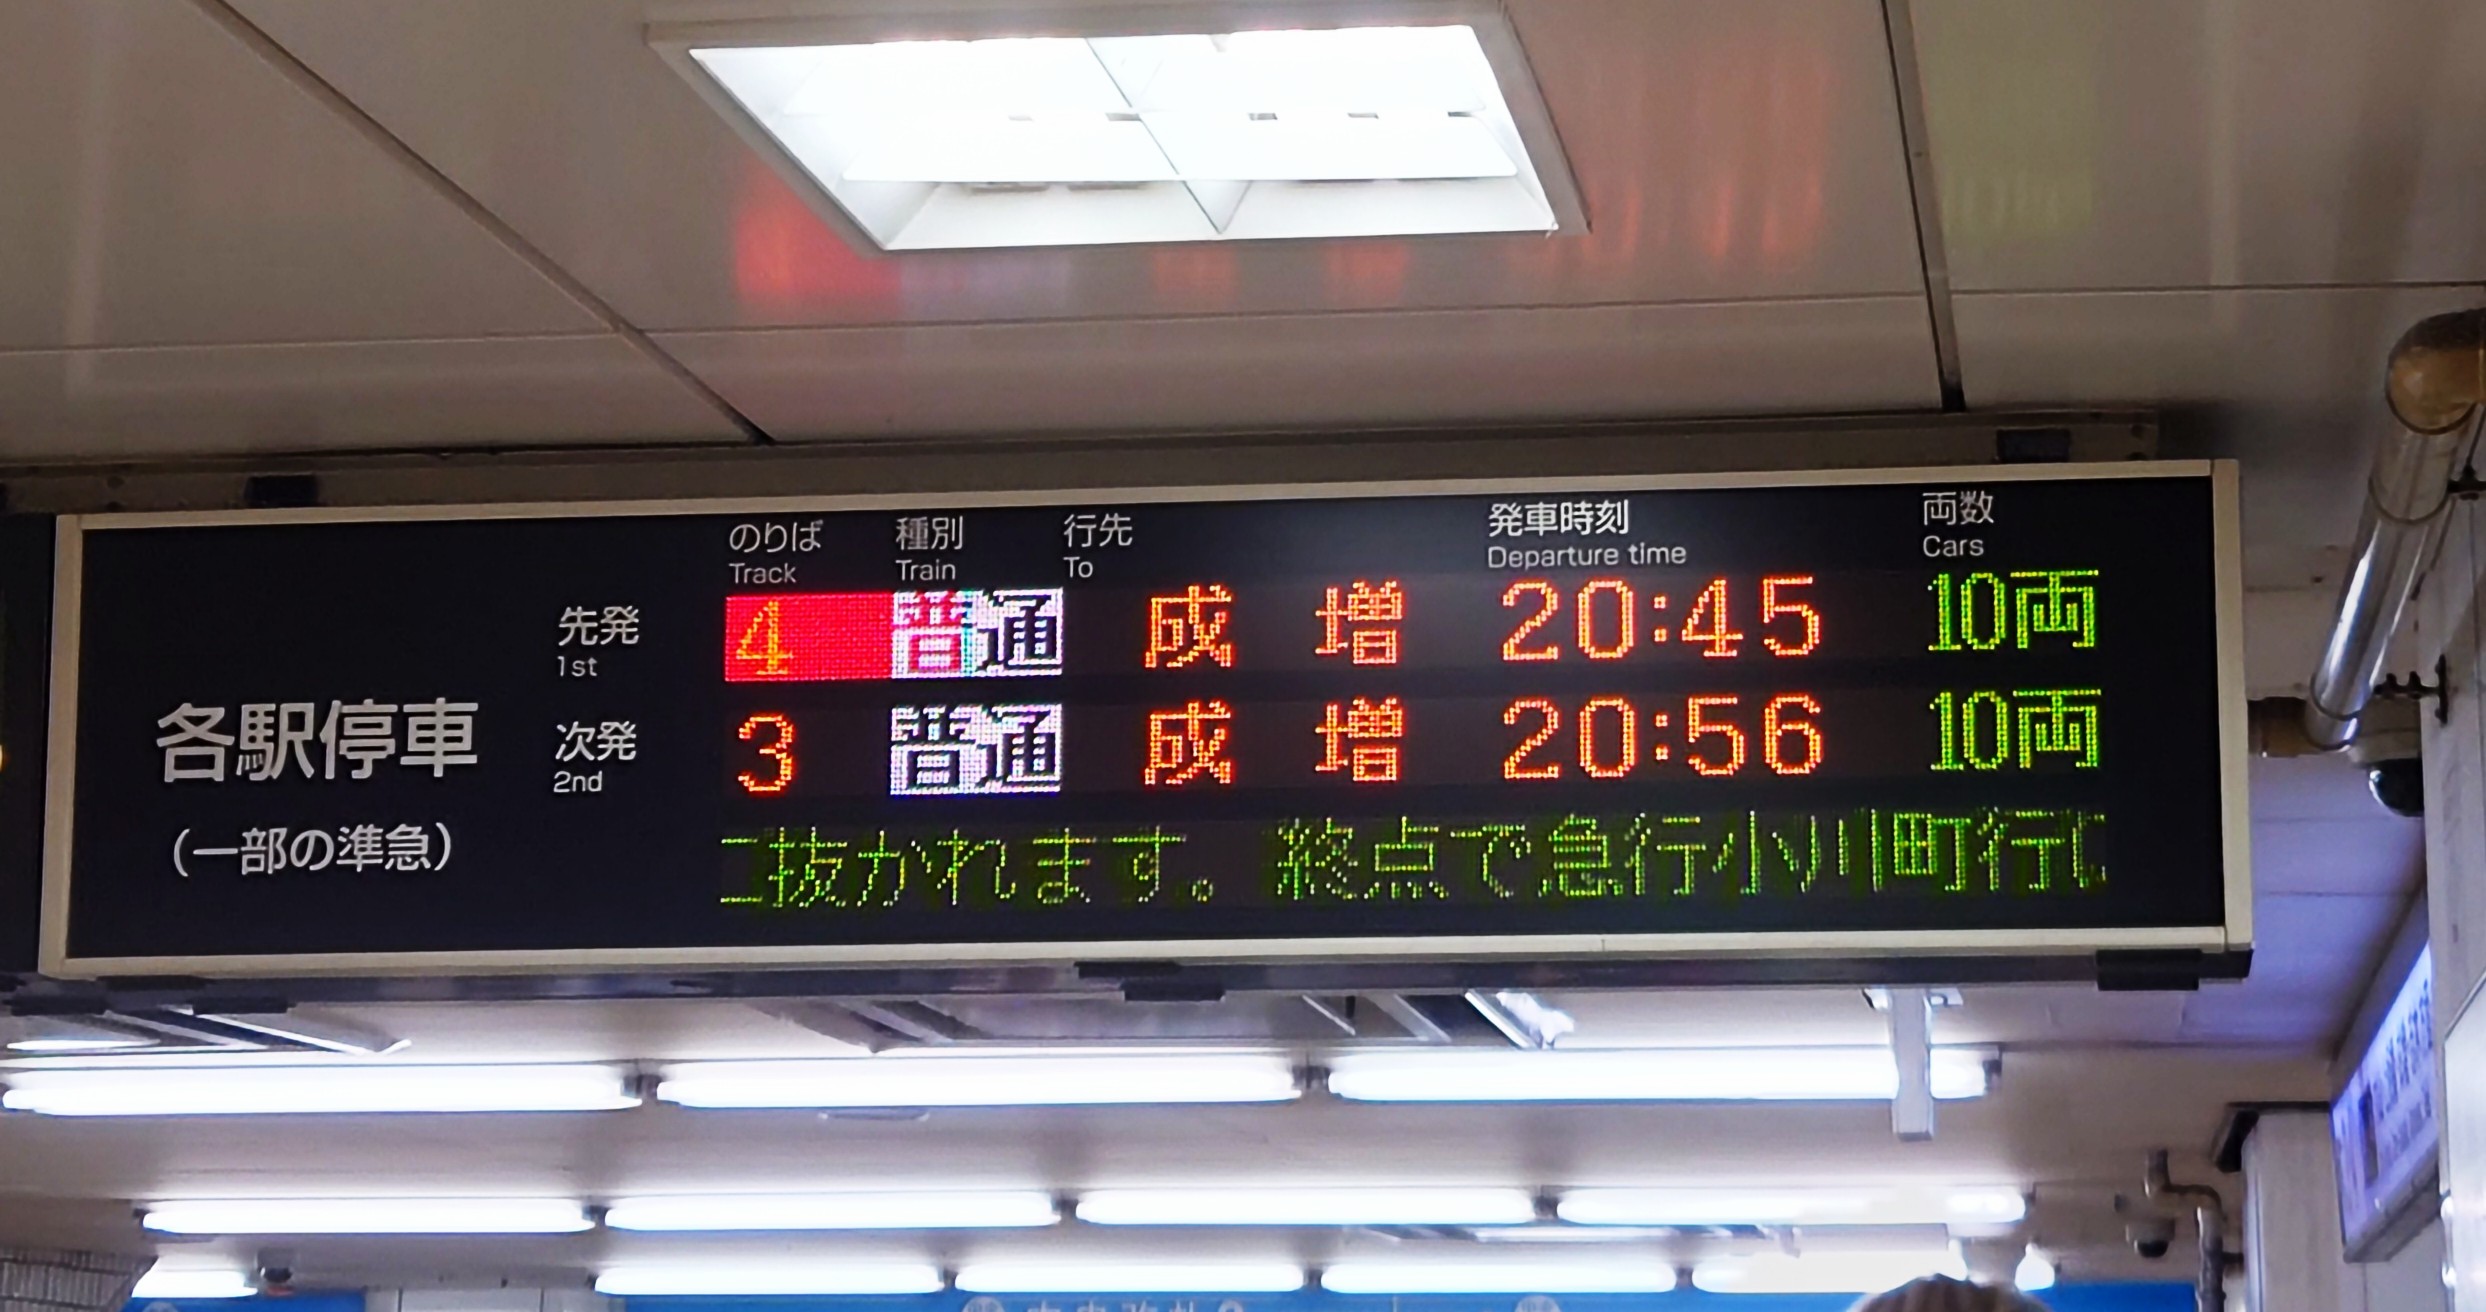 のりば 種別 行先 発車時刻 両数
Track Train To Departure time Cars
先発 4 普通 成増 20:45 10両
1st
各駅停車
次発 3 普通 成増 20:56 10両
2nd
(一部の準急)
抜かれます。 終点で急行小川町行